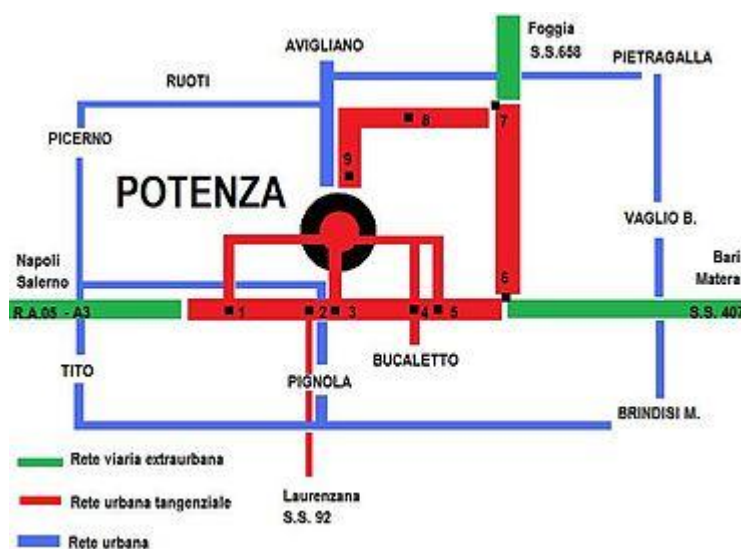 Foggia
S.S.658
AVIGLIANO
PIETRAGALLA
RUOTI
PICERNO
8
7
9
POTENZA
VAGLIO B.
Napoli
Salerno
Bari
Matera
6
R.A.05 - A3
1
2
3
4
5
S.S. 407
BUCALETTO
TITO
PIGNOLA
BRINDISI M.
Rete viaria extraurbana
Rete urbana tangenziale
Laurenzana
S.S. 92
Rete urbana